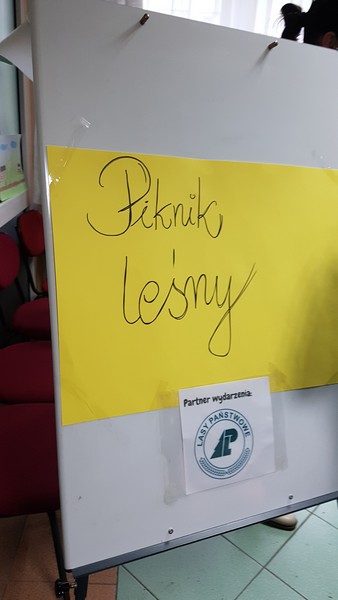 Piknik
leśny
Partner wydarzenia:
LASY PAŃSTWOWE